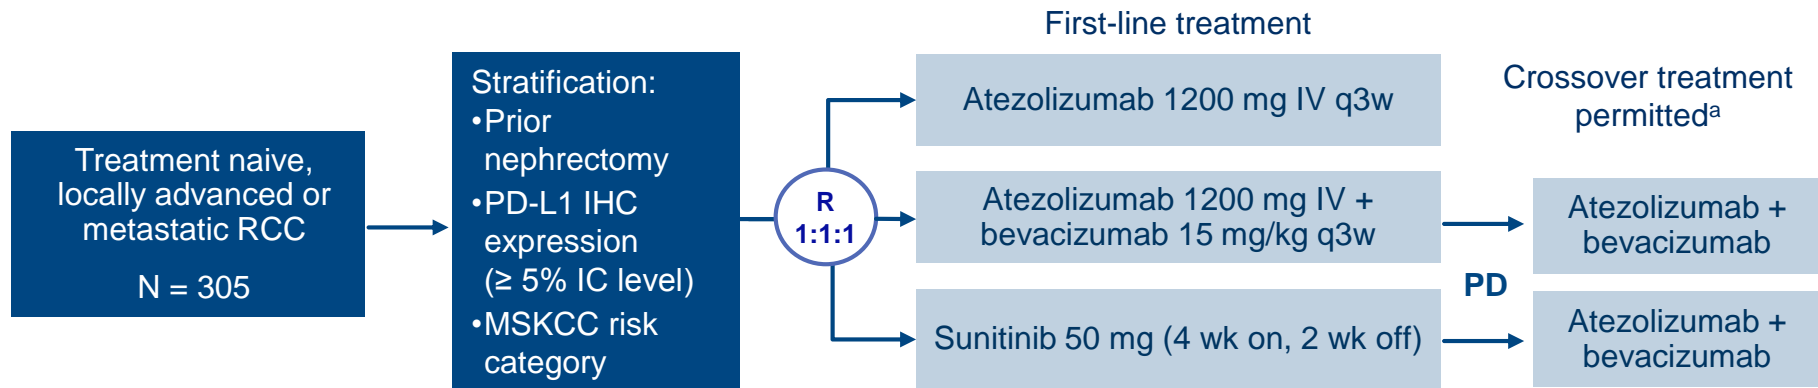 First-line treatment
Crossover treatment
permittedᵃ
Treatment naive,
locally advanced or
metastatic RCC
N = 305
Stratification:
•Prior
nephrectomy
•PD-L1 IHC
expression
(≥ 5% IC level)
•MSKCC risk
category
R
1:1:1
Atezolizumab 1200 mg IV q3w
Atezolizumab 1200 mg IV +
bevacizumab 15 mg/kg q3w
Sunitinib 50 mg (4 wk on, 2 wk off)
PD
Atezolizumab +
bevacizumab
Atezolizumab +
bevacizumab